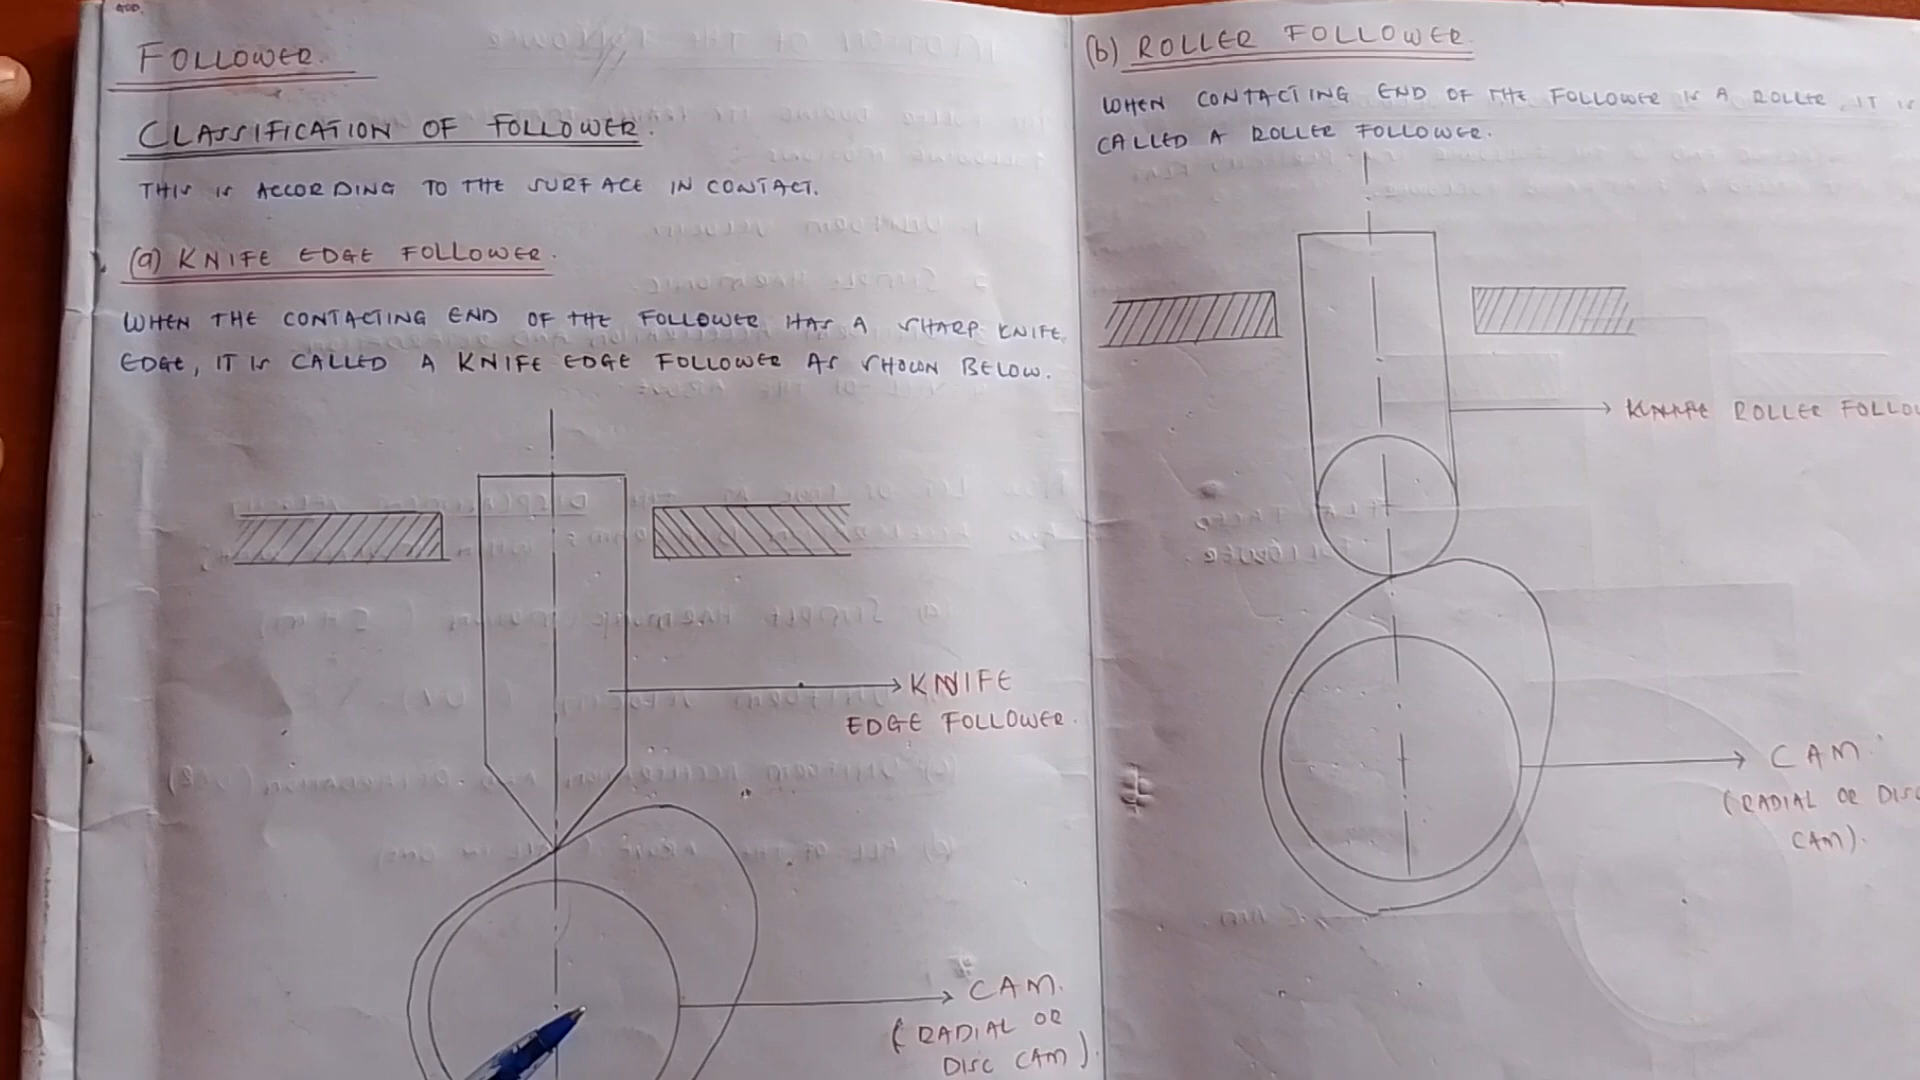 FOLLOWER.
CLASSIFICATION OF FOLLOWER.
THIS IS ACCORDING TO THE SURFACE IN CONTACT.
(a) KNIFE EDGE FOLLOWER.
WHEN THE CONTACTING END OF THE FOLLOWER HAS A SHARP KNIFE
EDGE, IT IS CALLED A KNIFE EDGE FOLLOWER AS SHOWN BELOW.
KNIFE
EDGE FOLLOWER.
CAM.
(RADIAL OR
DISC CAM).
(b) ROLLER FOLLOWER.
WHEN CONTACTING END OF THE FOLLOWER IS A ROLLER, IT IS
CALLED A ROLLER FOLLOWER.
ROLLER FOLLOW
CAM.
(RADIAL OR DISC
CAM).